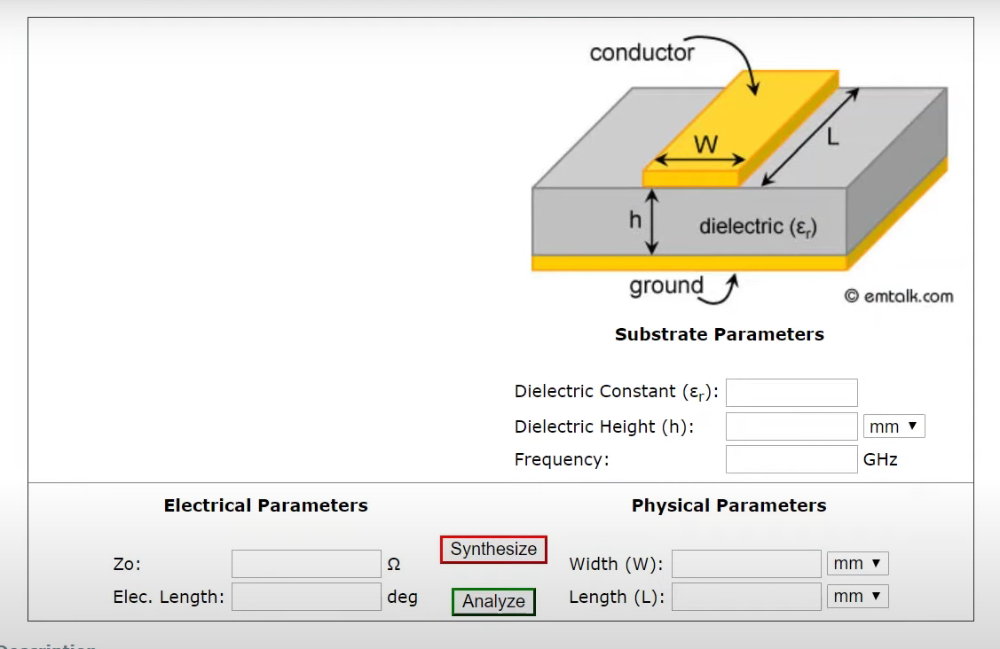 conductor
W
L
h
dielectric (εr)
ground
© emtalk.com
Substrate Parameters
Dielectric Constant (εr):
Dielectric Height (h): mm ▼
Frequency: GHz
Electrical Parameters
Physical Parameters
Synthesize
Zo: Ω
Width (W): mm ▼
Elec. Length: deg
Analyze
Length (L): mm ▼